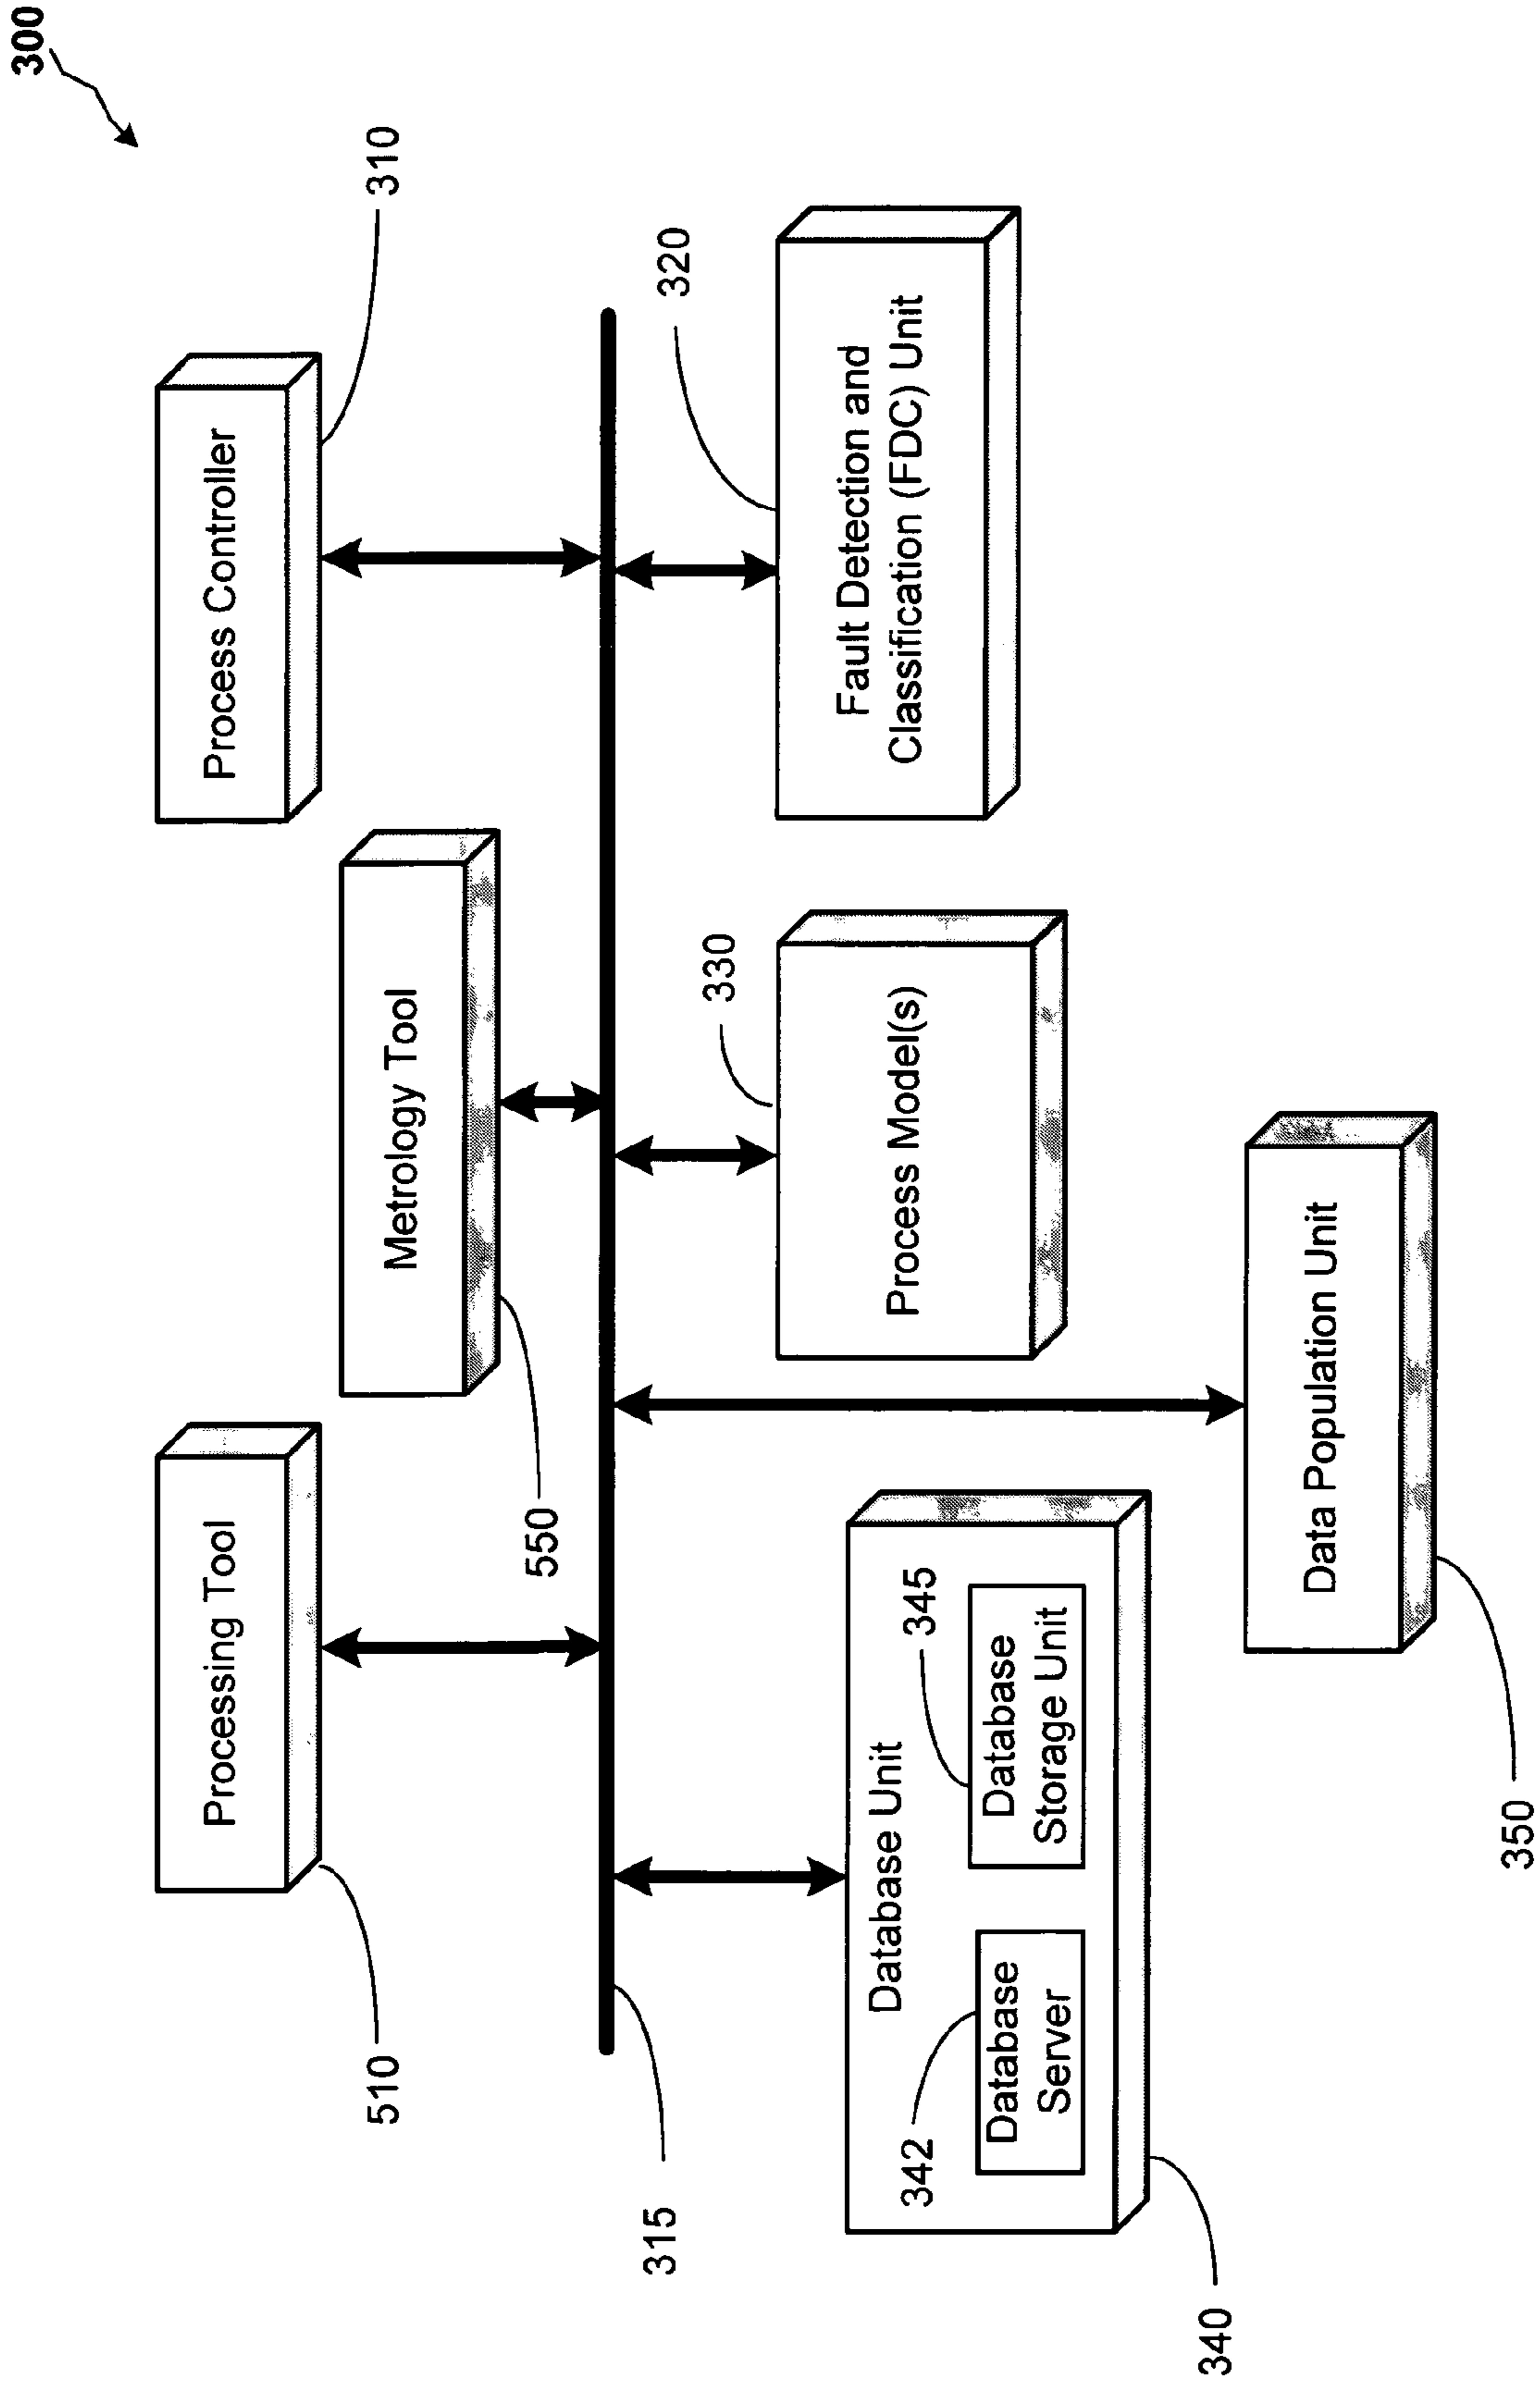 300
Processing Tool
510
Metrology Tool
550
Process Controller
310
315
Database Unit
342
Database
Server
345
Database
Storage Unit
340
Process Model(s)
330
Fault Detection and
Classification (FDC) Unit
320
Data Population Unit
350